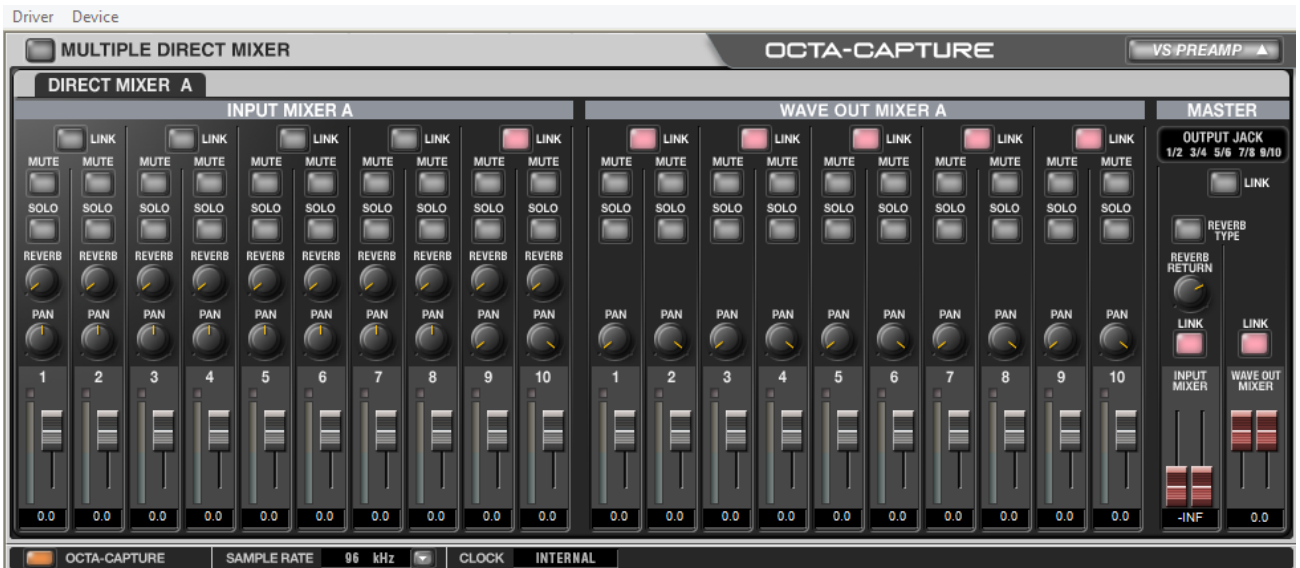 Driver Device
MULTIPLE DIRECT MIXER OCTA-CAPTURE VS PREAMP
DIRECT MIXER A
INPUT MIXER A WAVE OUT MIXER A MASTER
LINK LINK LINK LINK LINK LINK LINK LINK LINK LINK OUTPUT JACK
1/2 3/4 5/6 7/8 9/10
MUTE MUTE MUTE MUTE MUTE MUTE MUTE MUTE MUTE MUTE MUTE MUTE MUTE MUTE MUTE MUTE MUTE MUTE MUTE MUTE
LINK
SOLO SOLO SOLO SOLO SOLO SOLO SOLO SOLO SOLO SOLO SOLO SOLO SOLO SOLO SOLO SOLO SOLO SOLO SOLO SOLO
REVERB
TYPE
REVERB REVERB REVERB REVERB REVERB REVERB REVERB REVERB REVERB REVERB REVERB
RETURN
PAN PAN PAN PAN PAN PAN PAN PAN PAN PAN PAN PAN PAN PAN PAN PAN PAN PAN PAN PAN
LINK LINK
1 2 3 4 5 6 7 8 9 10 1 2 3 4 5 6 7 8 9 10
INPUT WAVE OUT
MIXER MIXER
0.0 0.0 0.0 0.0 0.0 0.0 0.0 0.0 0.0 0.0 0.0 0.0 0.0 0.0 0.0 0.0 0.0 0.0 0.0 0.0 -INF 0.0
OCTA-CAPTURE SAMPLE RATE 96 kHz CLOCK INTERNAL